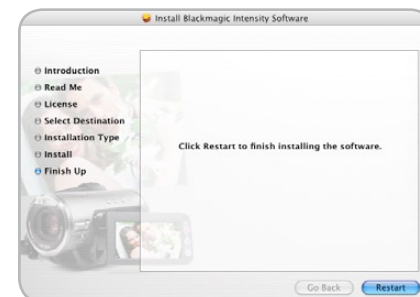 Install Blackmagic Intensity Software
Introduction
Read Me
License
Select Destination
Installation Type
Install
Finish Up
Click Restart to finish installing the software.
Go Back
Restart